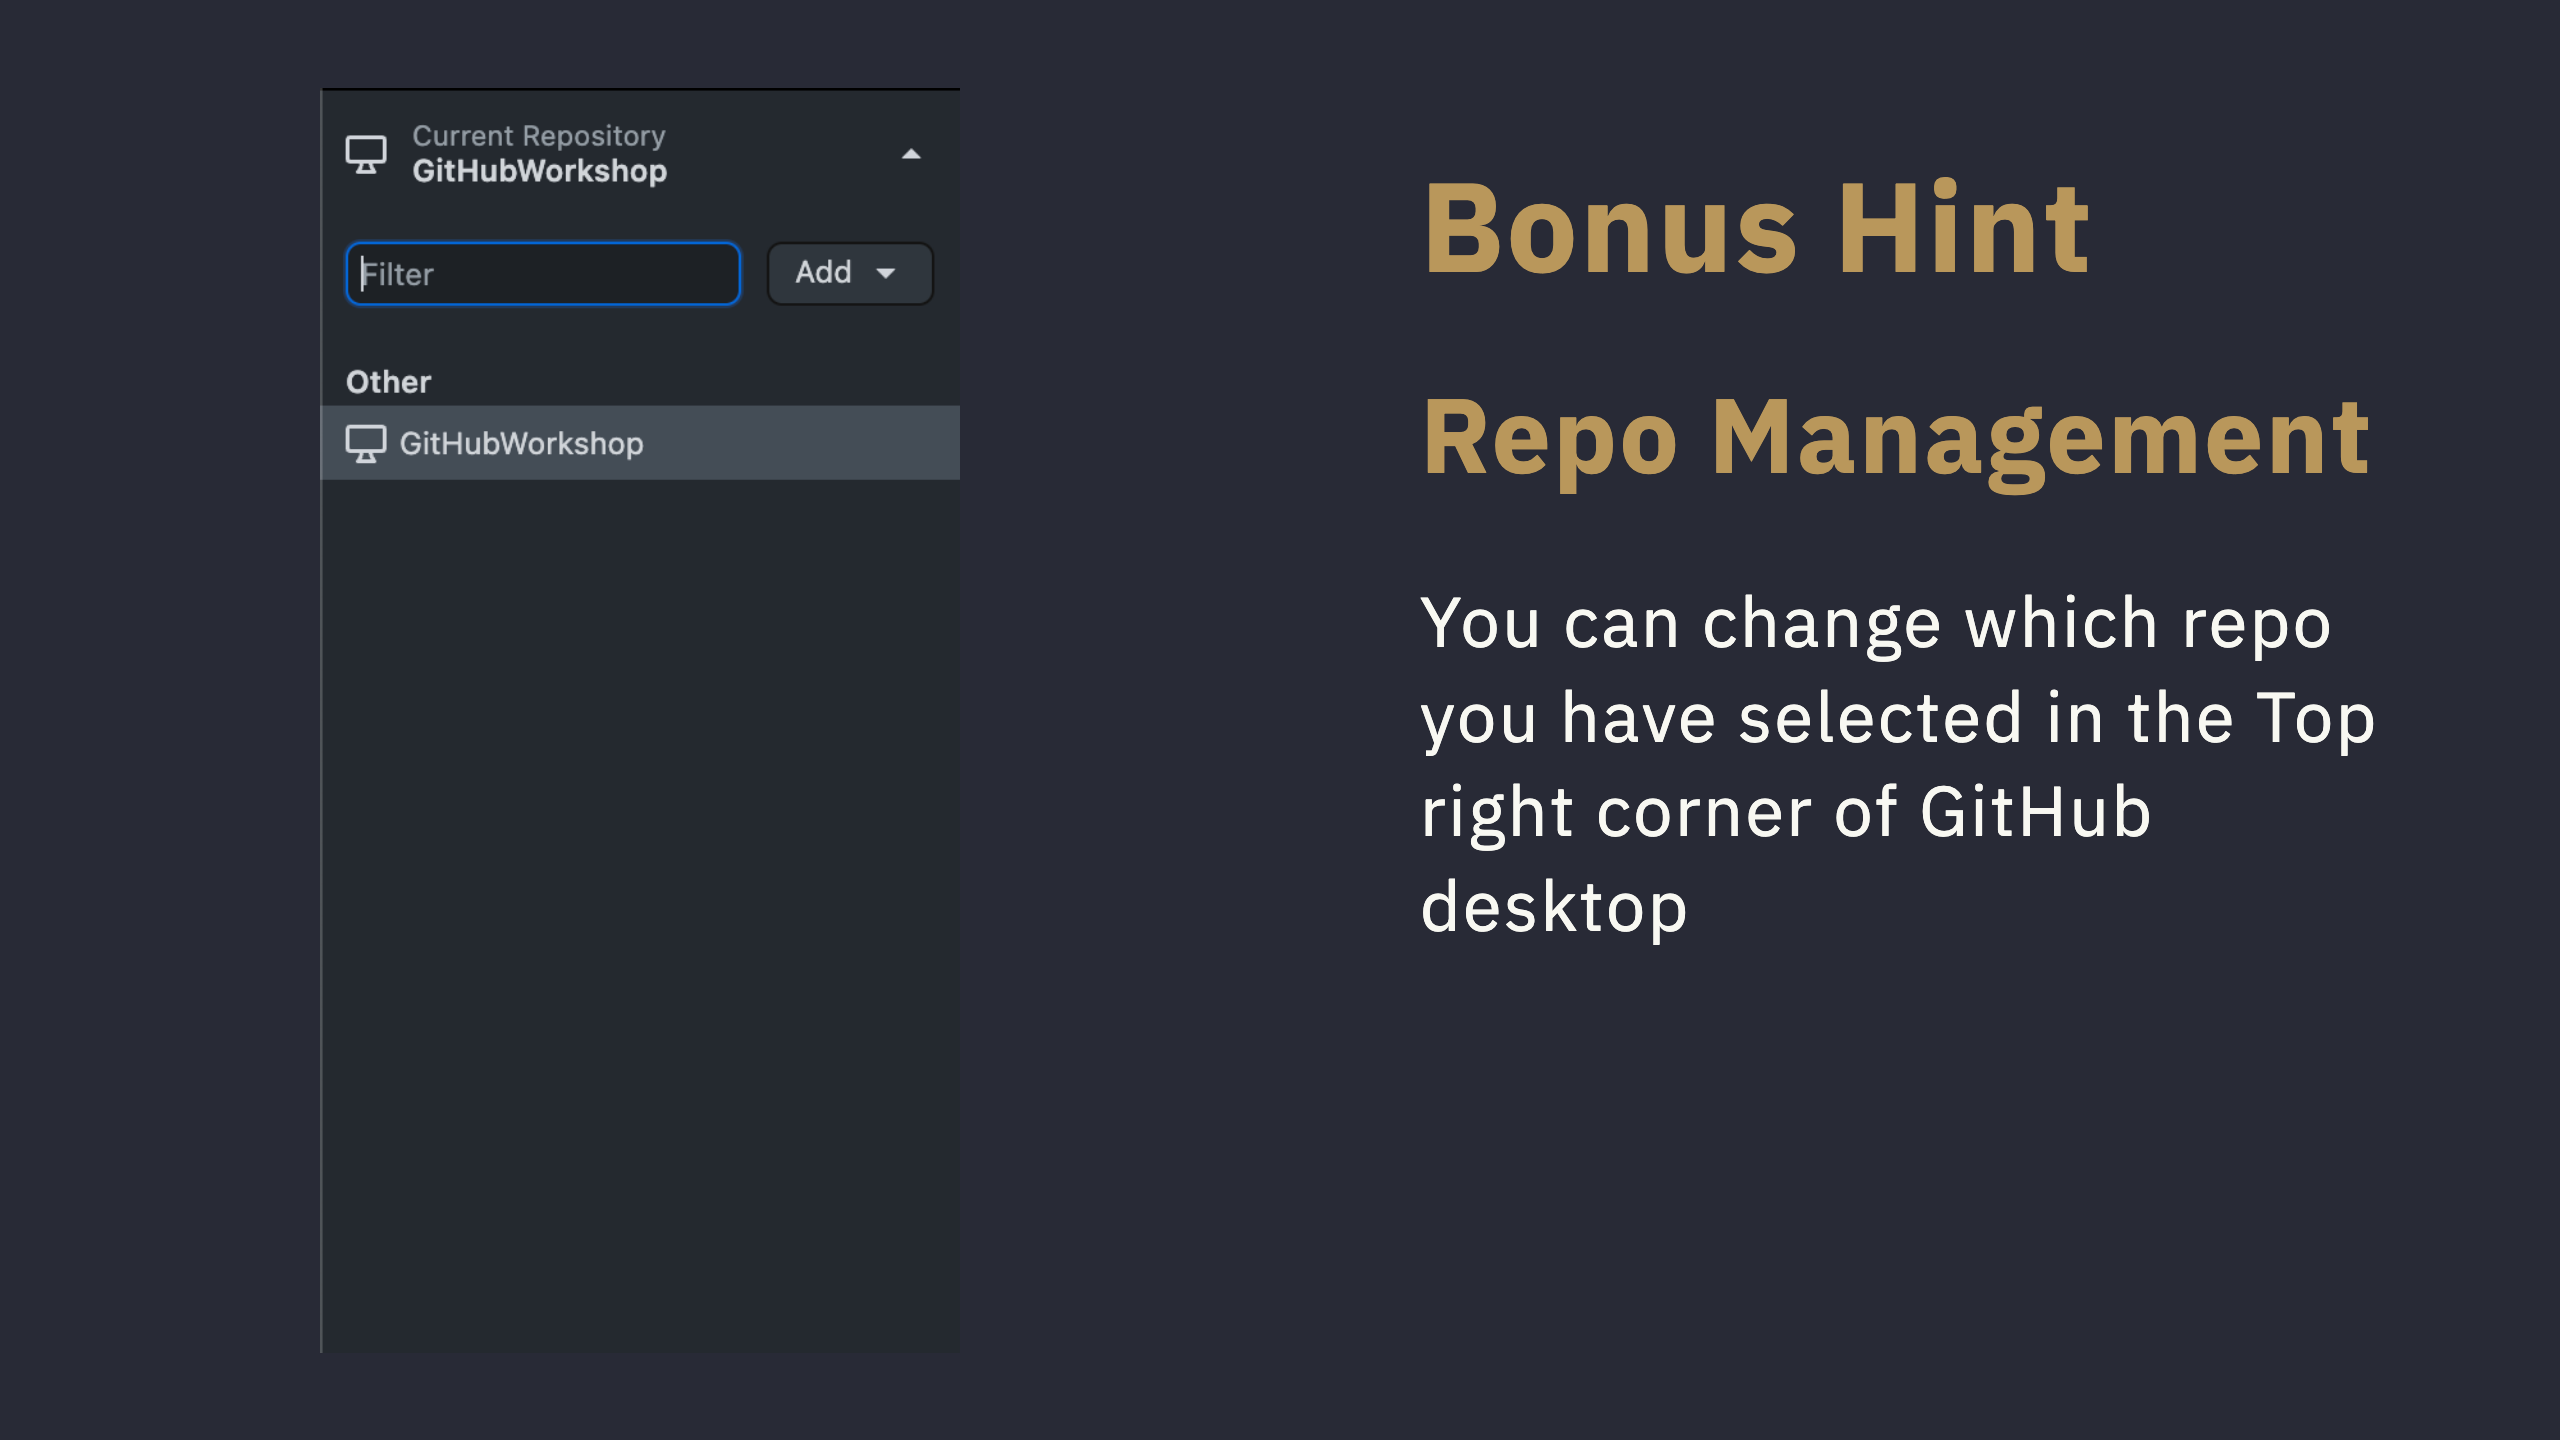 Current Repository
GitHubWorkshop
Filter
Add
Other
GitHubWorkshop
Bonus Hint
Repo Management
You can change which repo
you have selected in the Top
right corner of GitHub
desktop